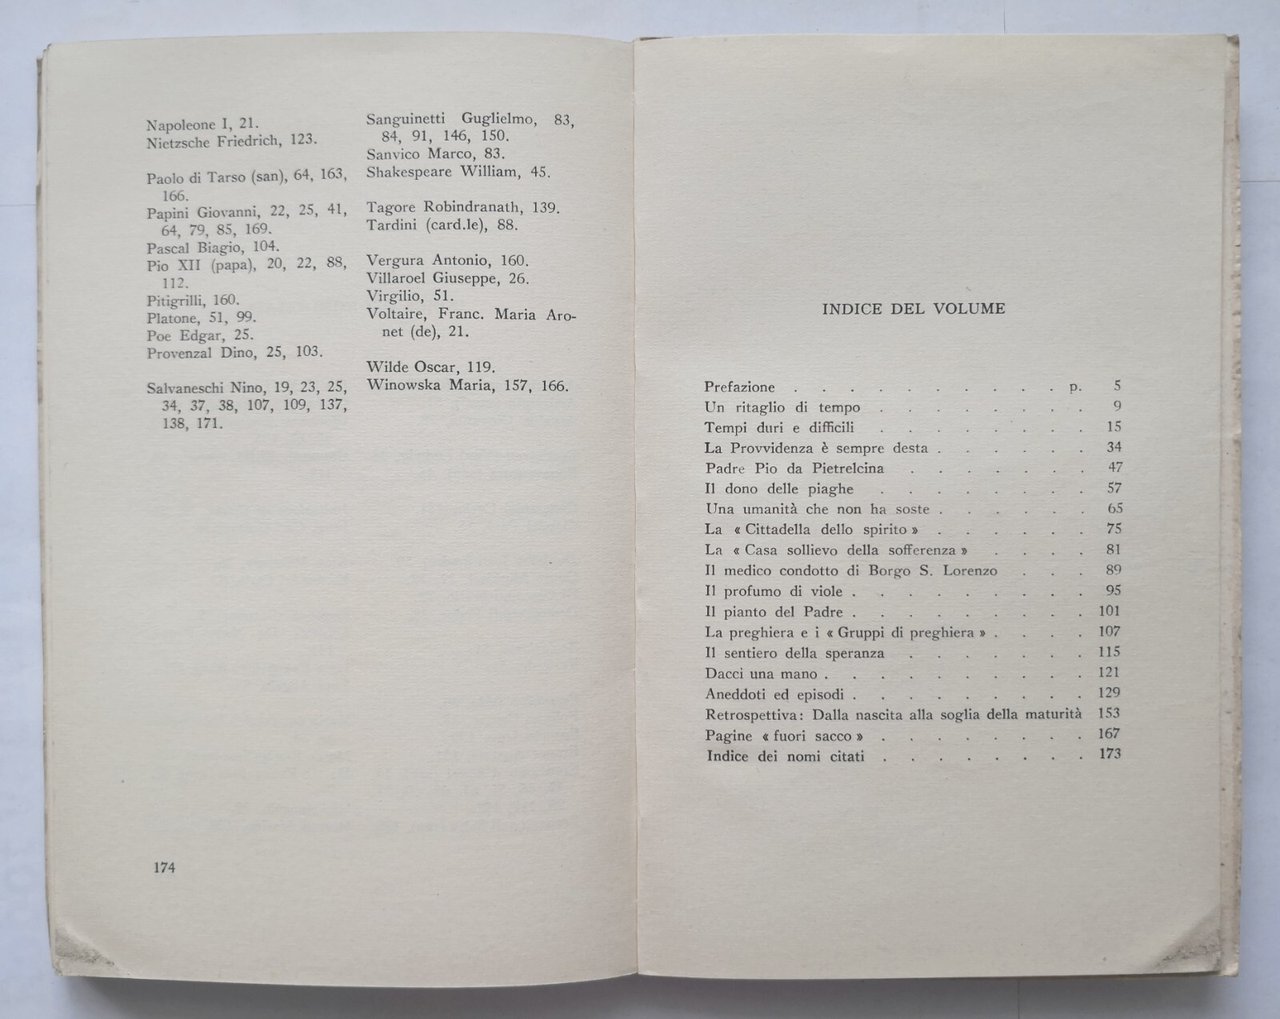 Napoleone I, 21.
Nietzsche Friedrich, 123.
Paolo di Tarso (san), 64, 163,
166.
Papini Giovanni, 22, 25, 41,
64, 79, 85, 169.
Pascal Biagio, 104.
Pio XII (papa), 20, 22, 88,
112.
Pitigrilli, 160.
Platone, 51, 99.
Poe Edgar, 25.
Provenzal Dino, 25, 103.
Salvaneschi Nino, 19, 23, 25,
34, 37, 38, 107, 109, 137,
138, 171.
Sanguinetti Guglielmo, 83,
84, 91, 146, 150.
Sanvico Marco, 83.
Shakespeare William, 45.
Tagore Robindranath, 139.
Tardini (card.le), 88.
Vergura Antonio, 160.
Villaroel Giuseppe, 26.
Virgilio, 51.
Voltaire, Franc. Maria Aro-
net (de), 21.
Wilde Oscar, 119.
Winowska Maria, 157, 166.
174
INDICE DEL VOLUME
Prefazione . . . . . . . . . . p. 5
Un ritaglio di tempo . . . . . . . . 9
Tempi duri e difficili . . . . . . . . 15
La Provvidenza è sempre desta . . . . . . 34
Padre Pio da Pietrelcina . . . . . . . 47
Il dono delle piaghe . . . . . . . . 57
Una umanità che non ha soste . . . . . . 65
La « Cittadella dello spirito » . . . . . . 75
La « Casa sollievo della sofferenza » . . . . 81
Il medico condotto di Borgo S. Lorenzo . . . 89
Il profumo di viole . . . . . . . . . 95
Il pianto del Padre . . . . . . . . . 101
La preghiera e i « Gruppi di preghiera » . . . . 107
Il sentiero della speranza . . . . . . . 115
Dacci una mano . . . . . . . . . . 121
Aneddoti ed episodi . . . . . . . . . 129
Retrospettiva: Dalla nascita alla soglia della maturità 153
Pagine « fuori sacco » . . . . . . . . 167
Indice dei nomi citati . . . . . . . . 173